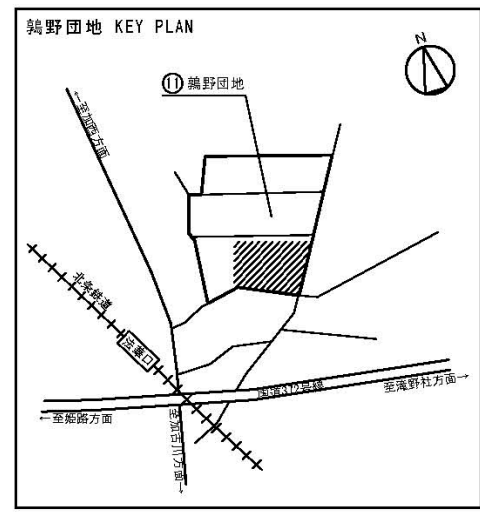 鶉野団地 KEY PLAN
N
⑪ 鶉野団地
←至加西方面
北条鉄道
法華口
国道372号線
至滝野社方面→
←至姫路方面
至加古川方面→